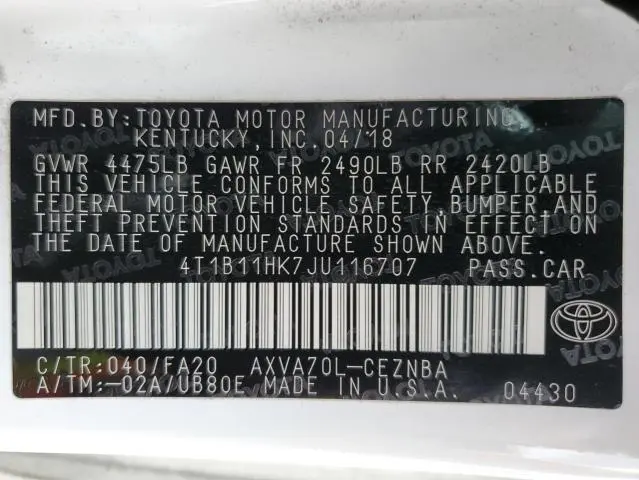 MFD.BY:TOYOTA MOTOR MANUFACTURING,
KENTUCKY,INC.04/18
GVWR 4475LB GAWR FR 2490LB RR 2420LB
THIS VEHICLE CONFORMS TO ALL APPLICABLE
FEDERAL MOTOR VEHICLE SAFETY, BUMPER, AND
THEFT PREVENTION STANDARDS IN EFFECT ON
THE DATE OF MANUFACTURE SHOWN ABOVE.
4T1B11HK7JU116707 PASS.CAR
C/TR:040/FA20 AXVA70L-CEZNBA
A/TM:-02A/UB80E MADE IN U.S.A. 04430